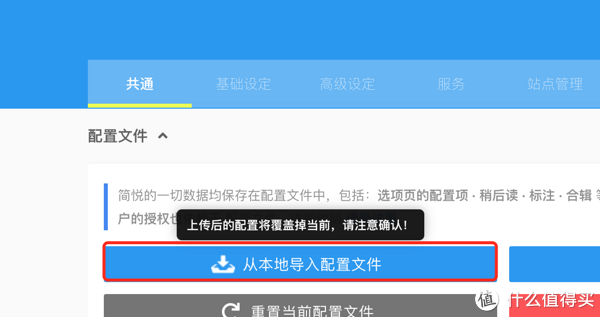 共通 基础设定 高级设定 服务 站点管理
配置文件
简悦的一切数据均保存在配置文件中，包括：选项页的配置项・稍后读・标注・合辑
户的授权也
上传后的配置将覆盖掉当前，请注意确认！
从本地导入配置文件
重置当前配置文件
值 什么值得买